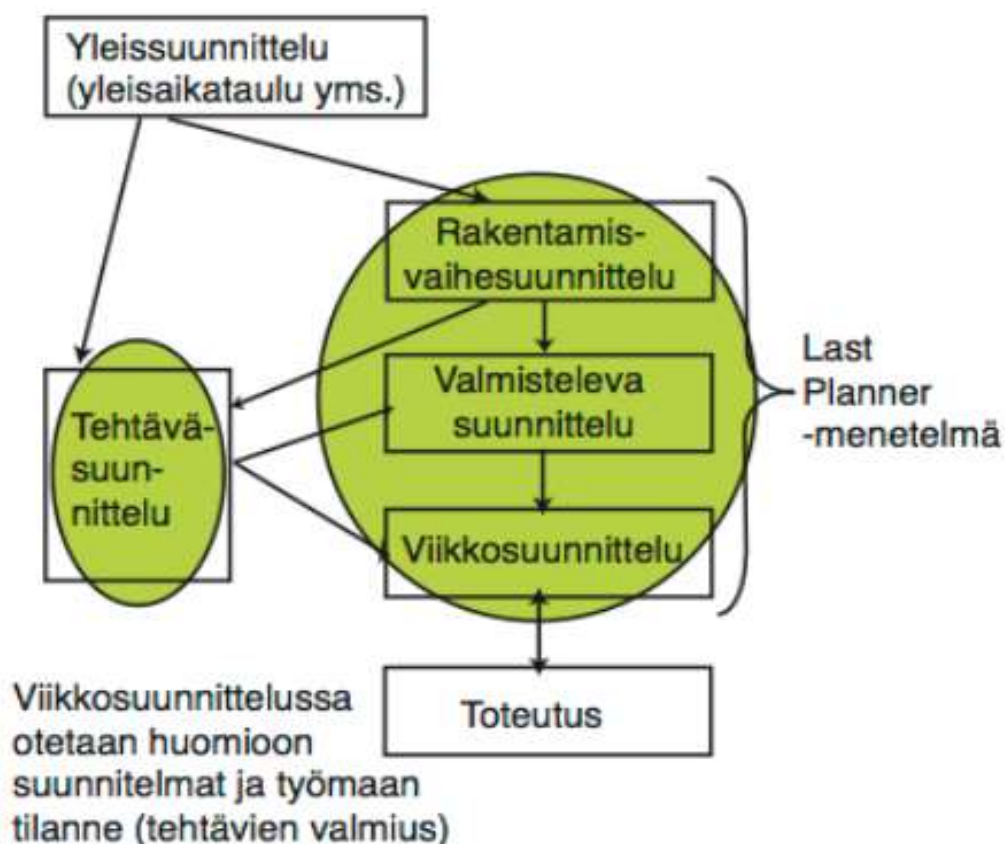 Yleissuunnittelu
(yleisaikataulu yms.)
Rakentamis-
vaihesuunnittelu
Valmisteleva
suunnittelu
Viikkosuunnittelu
Last
Planner
-menetelmä
Tehtävä-
suun-
nittelu
Toteutus
Viikkosuunnittelussa
otetaan huomioon
suunnitelmat ja työmaan
tilanne (tehtävien valmius)